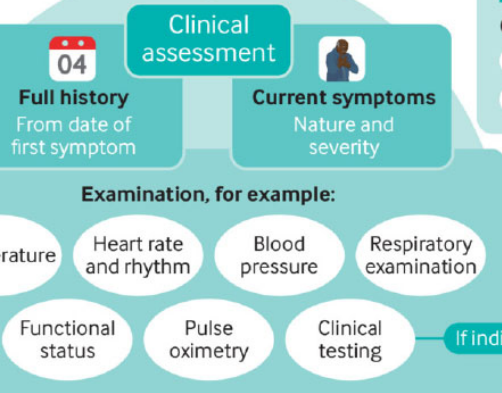 Clinical
assessment
04
Full history
From date of
first symptom
Current symptoms
Nature and
severity
Examination, for example:
Heart rate
and rhythm
Blood
pressure
Respiratory
examination
Functional
status
Pulse
oximetry
Clinical
testing
If